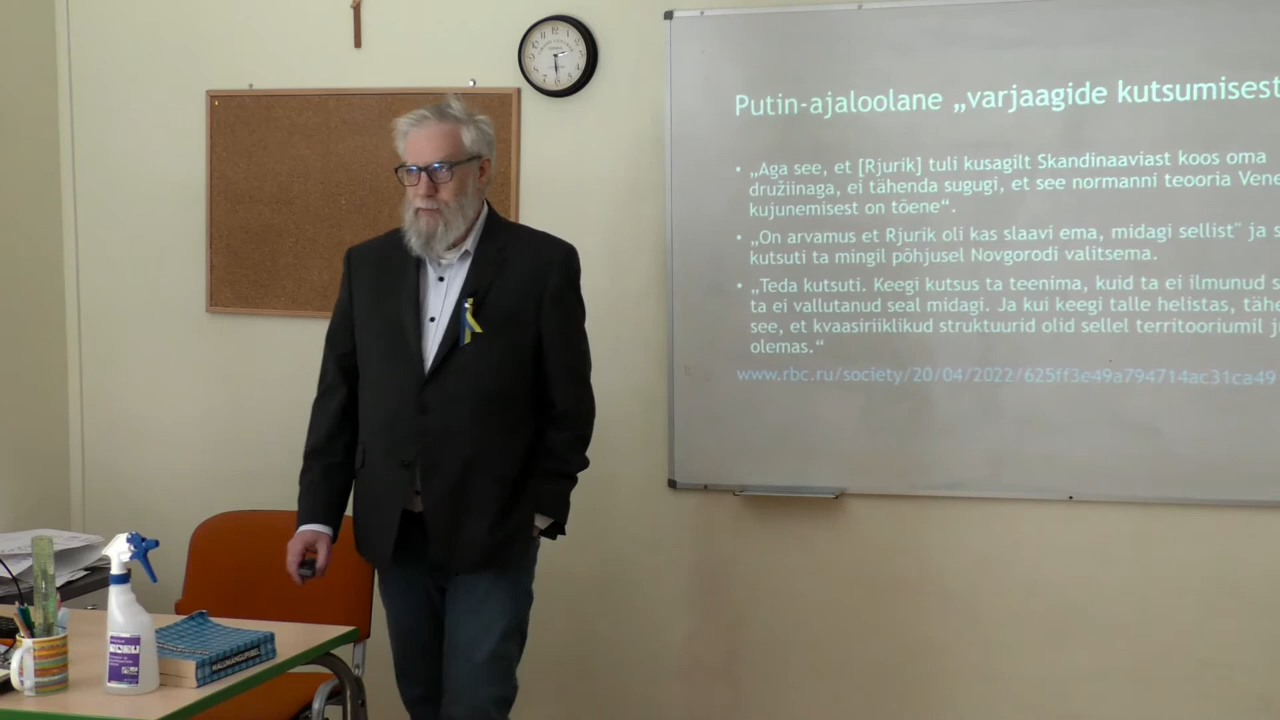 Putin-ajaloolane „varjaagide kutsumisest
• „Aga see, et [Rjurik] tuli kusagilt Skandinaaviast koos oma
družiinaga, ei tähenda sugugi, et see normanni teooria Vene
kujunemisest on tõene“.
• „On arvamus et Rjurik oli kas slaavi ema, midagi sellist“ ja s
kutsuti ta mingil põhjusel Novgorodi valitsema.
• „Teda kutsuti. Keegi kutsus ta teenima, kuid ta ei ilmunud s
ta ei vallutanud seal midagi. Ja kui keegi talle helistas, tähe
see, et kvaasiriiklikud struktuurid olid sellel territooriumil j
olemas.“
www.rbc.ru/society/20/04/2022/625ff3e49a794714ac31ca49
MÄLUMÄNGUPIIBEL